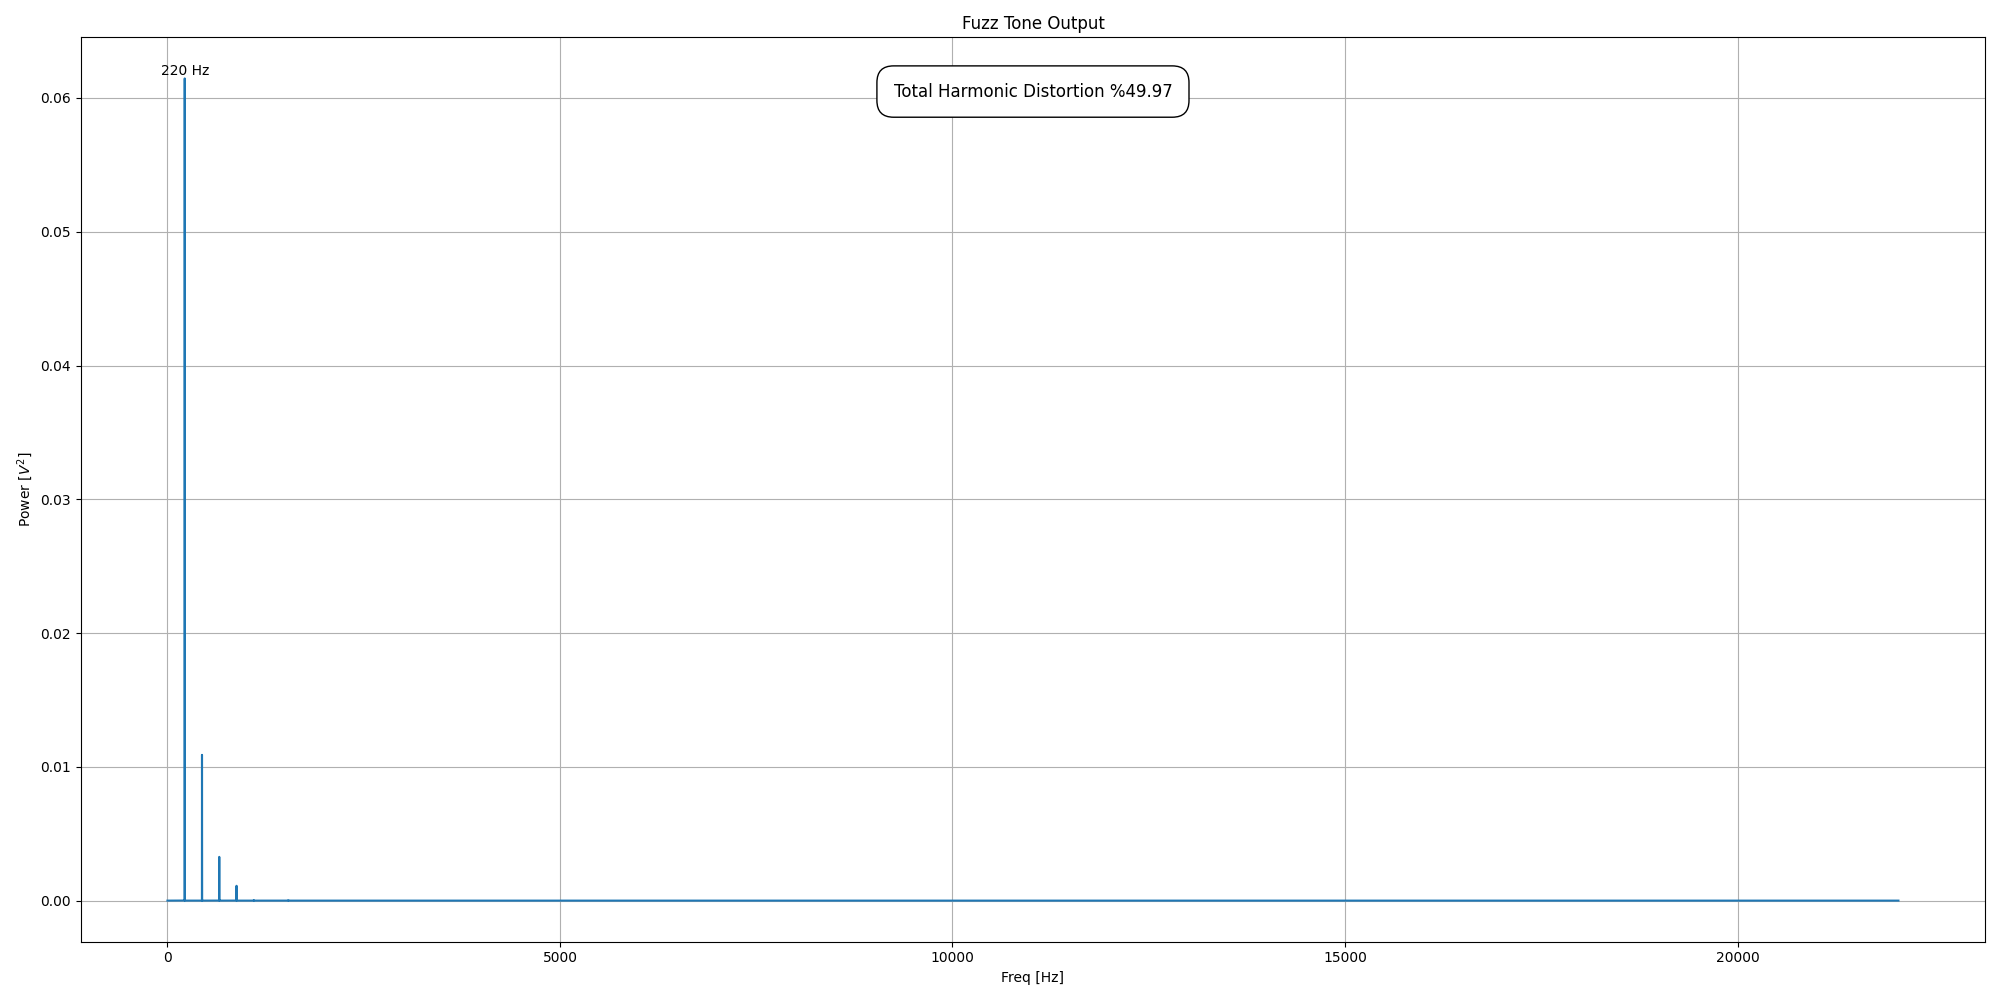 Fuzz Tone Output
220 Hz
Total Harmonic Distortion %49.97
0.06
0.05
0.04
0.03
0.02
0.01
0.00
Power [V²]
0
5000
10000
15000
20000
Freq [Hz]